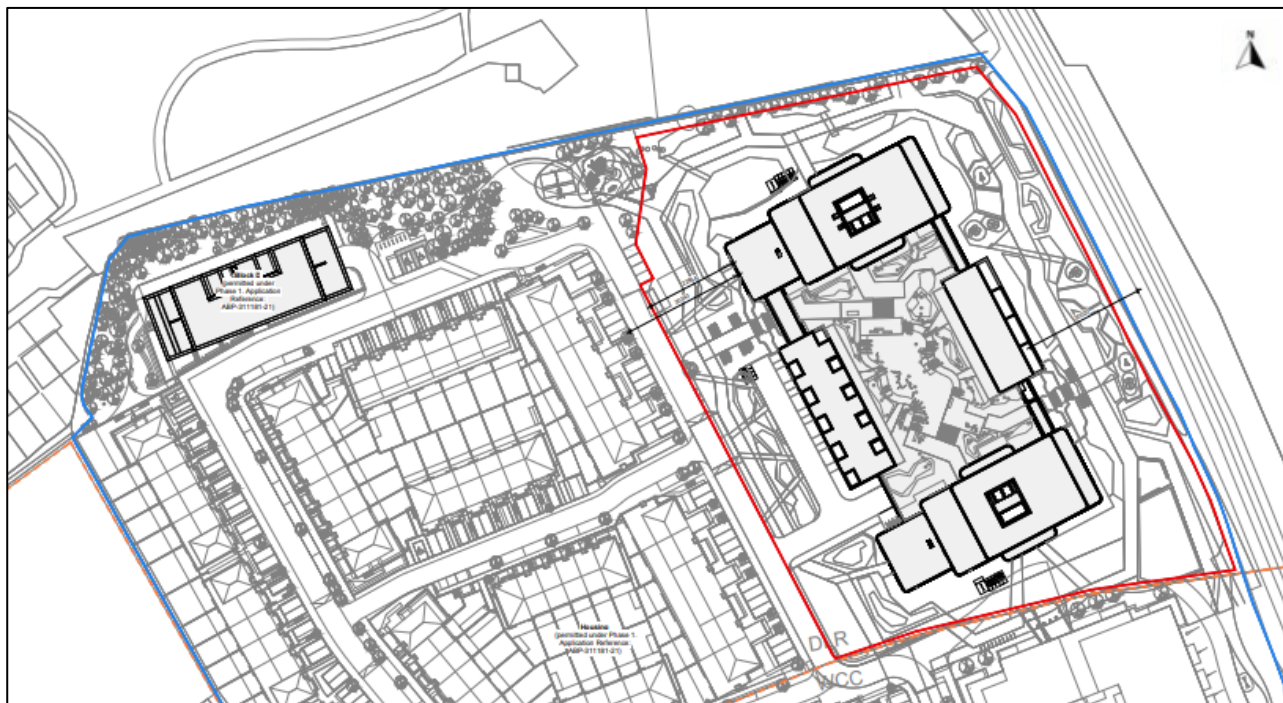 N
Block E
(permitted under
Phase 1. Application
Reference:
ABP-311181-21)
Housing
(permitted under Phase 1.
Application Reference:
ABP-311181-21)
DLR
WCC